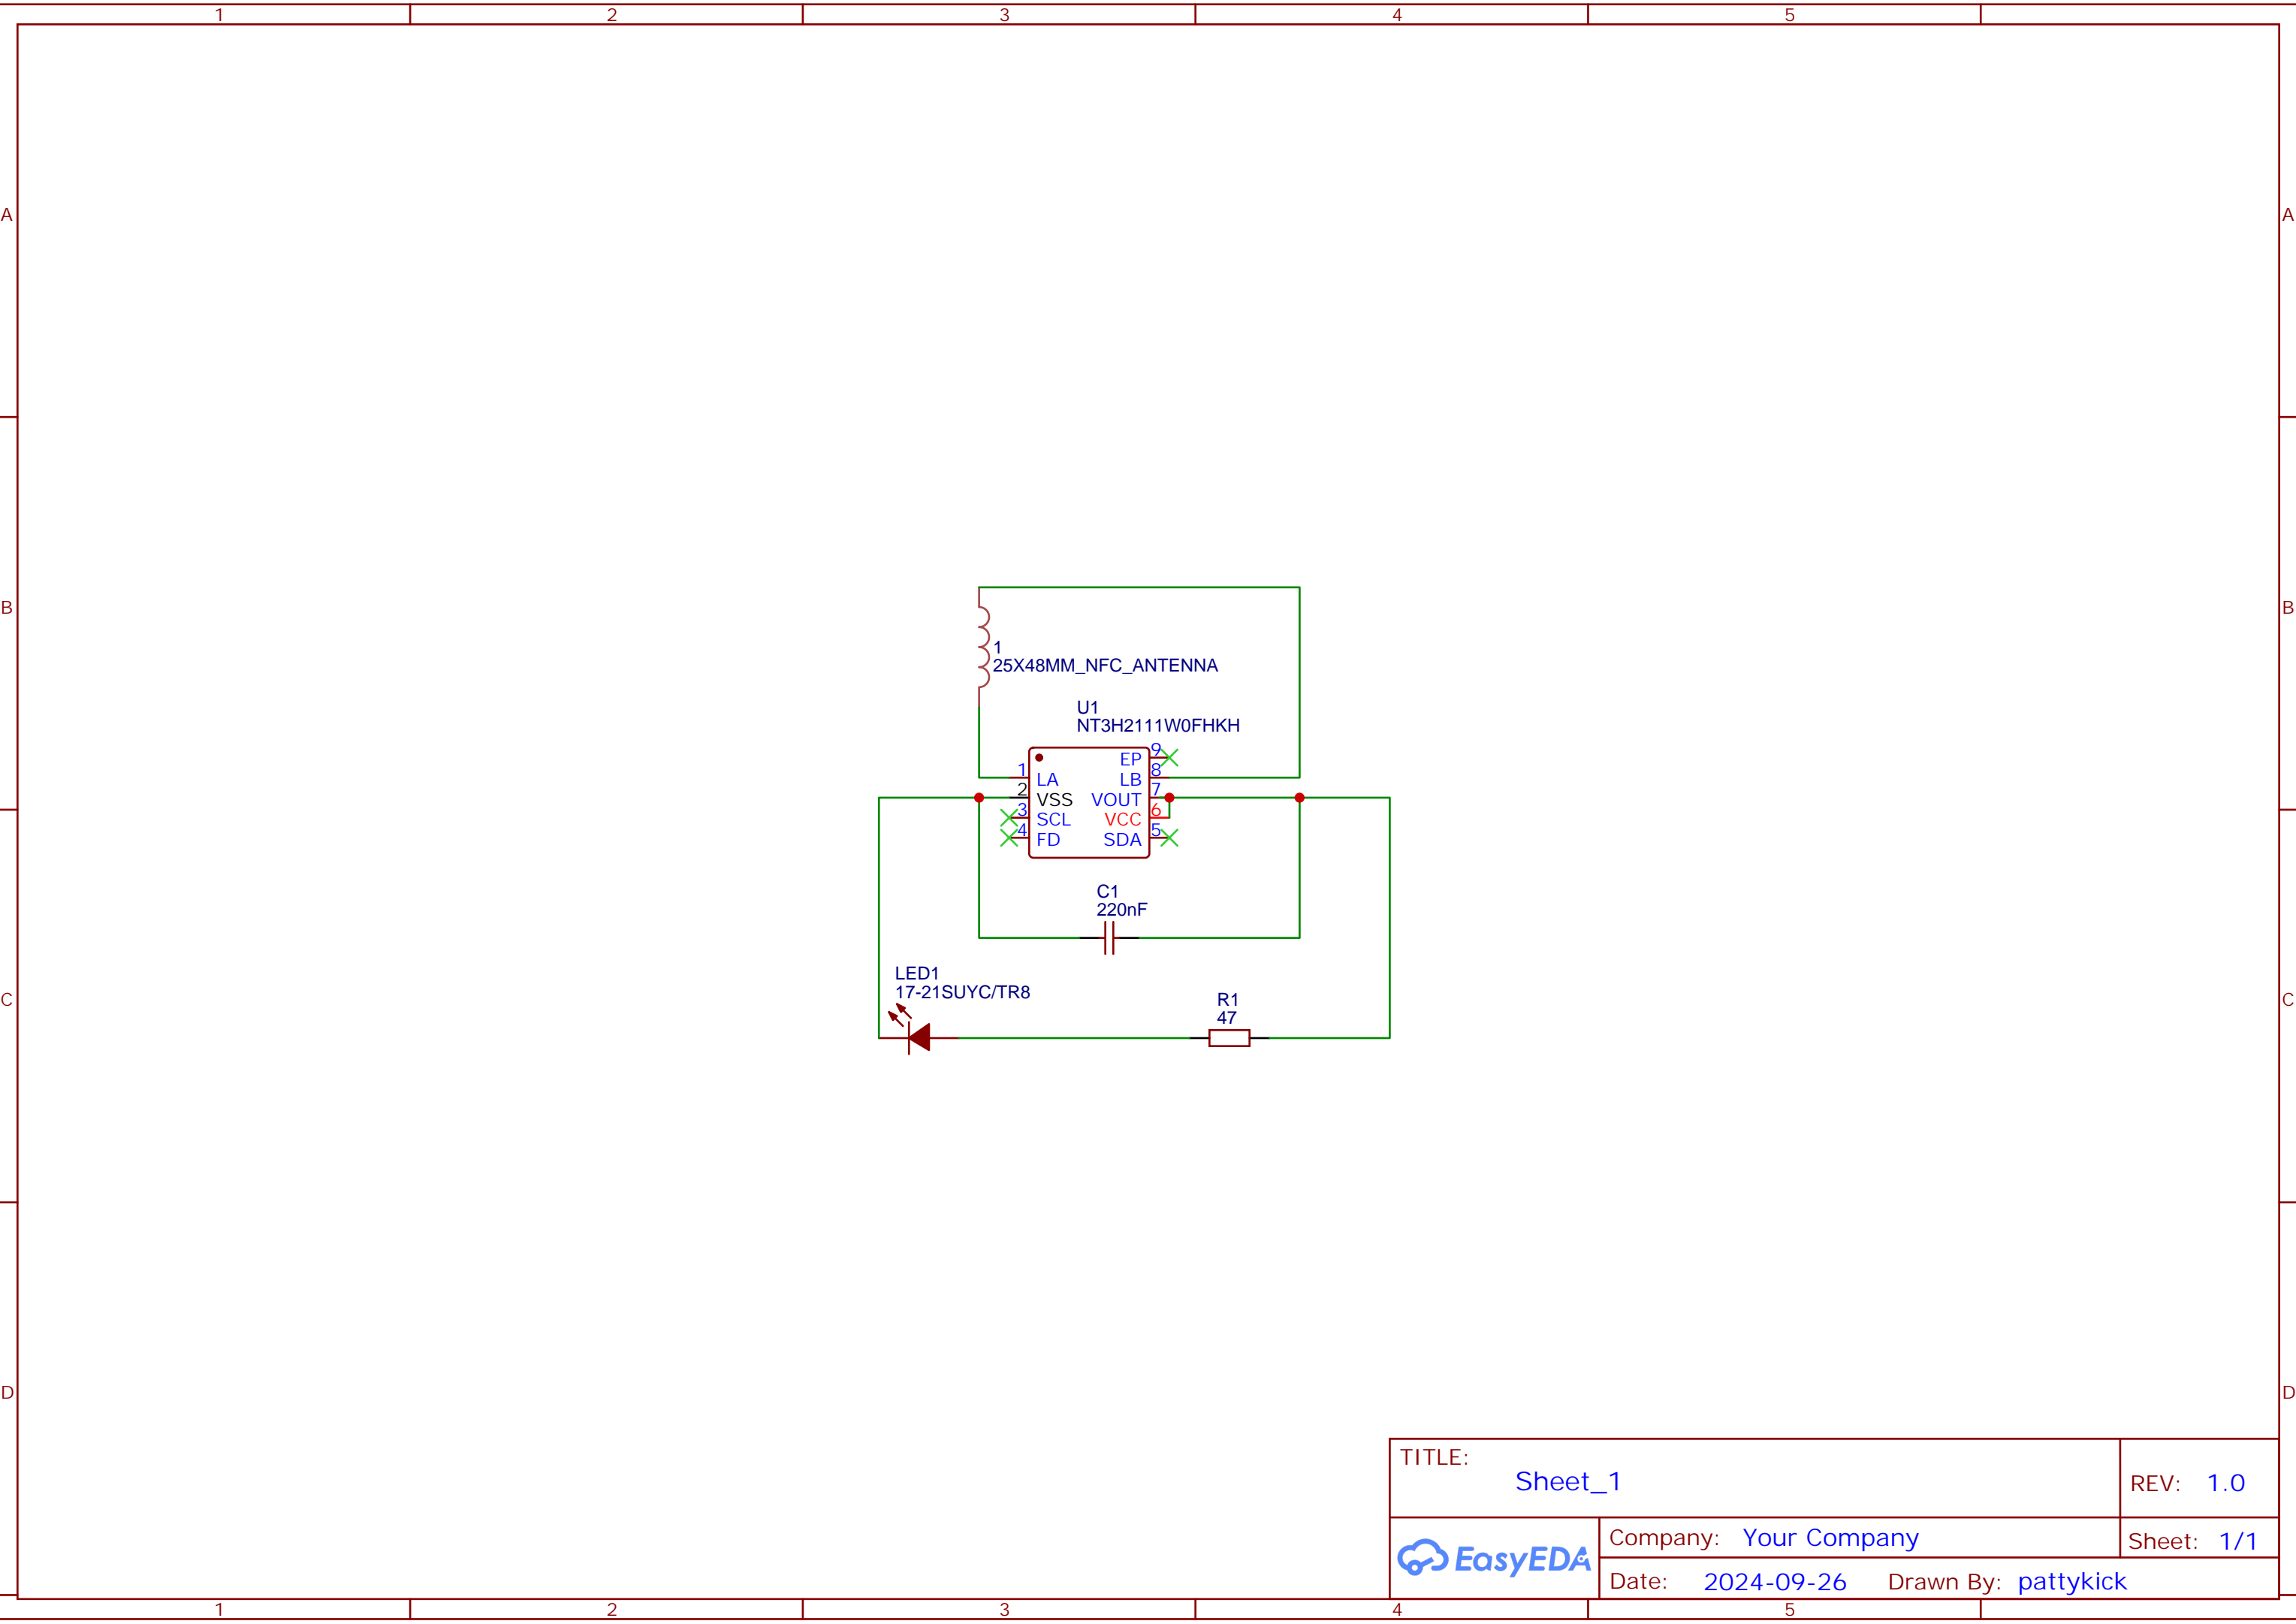 1 2 3 4 5
A A
B B
C C
D D
1
25X48MM_NFC_ANTENNA
U1
NT3H2111W0FHKH
EP 9
1 LA LB 8
2 VSS VOUT 7
3 SCL VCC 6
4 FD SDA 5
C1
220nF
LED1
17-21SUYC/TR8
R1
47
TITLE:
Sheet_1
REV: 1.0
EasyEDA
Company: Your Company
Sheet: 1/1
Date: 2024-09-26 Drawn By: pattykick
1 2 3 4 5